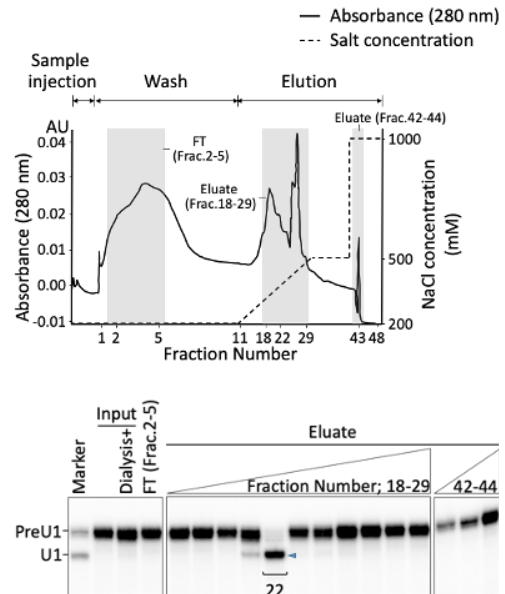 Absorbance (280 nm)
Salt concentration
Sample
injection
Wash
Elution
Eluate (Frac.42-44)
AU
0.04
0.03
0.02
0.01
0.00
-0.01
Absorbance (280 nm)
FT
(Frac.2-5)
Eluate
(Frac.18-29)
1000
500
200
NaCl concentration
(mM)
1 2 5 11 18 22 29 43 48
Fraction Number
Input
Marker
Dialysis+
FT (Frac.2-5)
Eluate
Fraction Number; 18-29
42-44
PreU1
U1
22